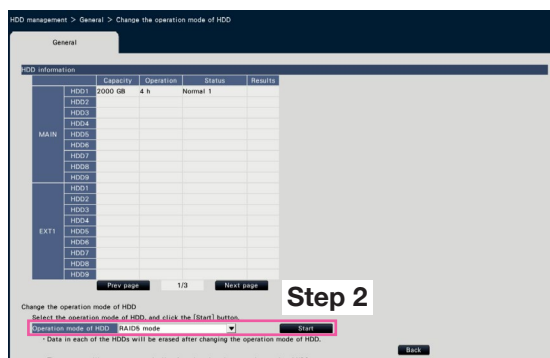 HDD management > General > Change the operation mode of HDD
General
HDD information
Capacity Operation Status Results
MAIN
HDD1 2000 GB 4 h Normal 1
HDD2
HDD3
HDD4
HDD5
HDD6
HDD7
HDD8
HDD9
EXT1
HDD1
HDD2
HDD3
HDD4
HDD5
HDD6
HDD7
HDD8
HDD9
Prev page 1/3 Next page
Step 2
Change the operation mode of HDD
Select the operation mode of HDD, and click the [Start] button.
Operation mode of HDD RAID5 mode Start
・Data in each of the HDDs will be erased after changing the operation mode of HDD.
Back